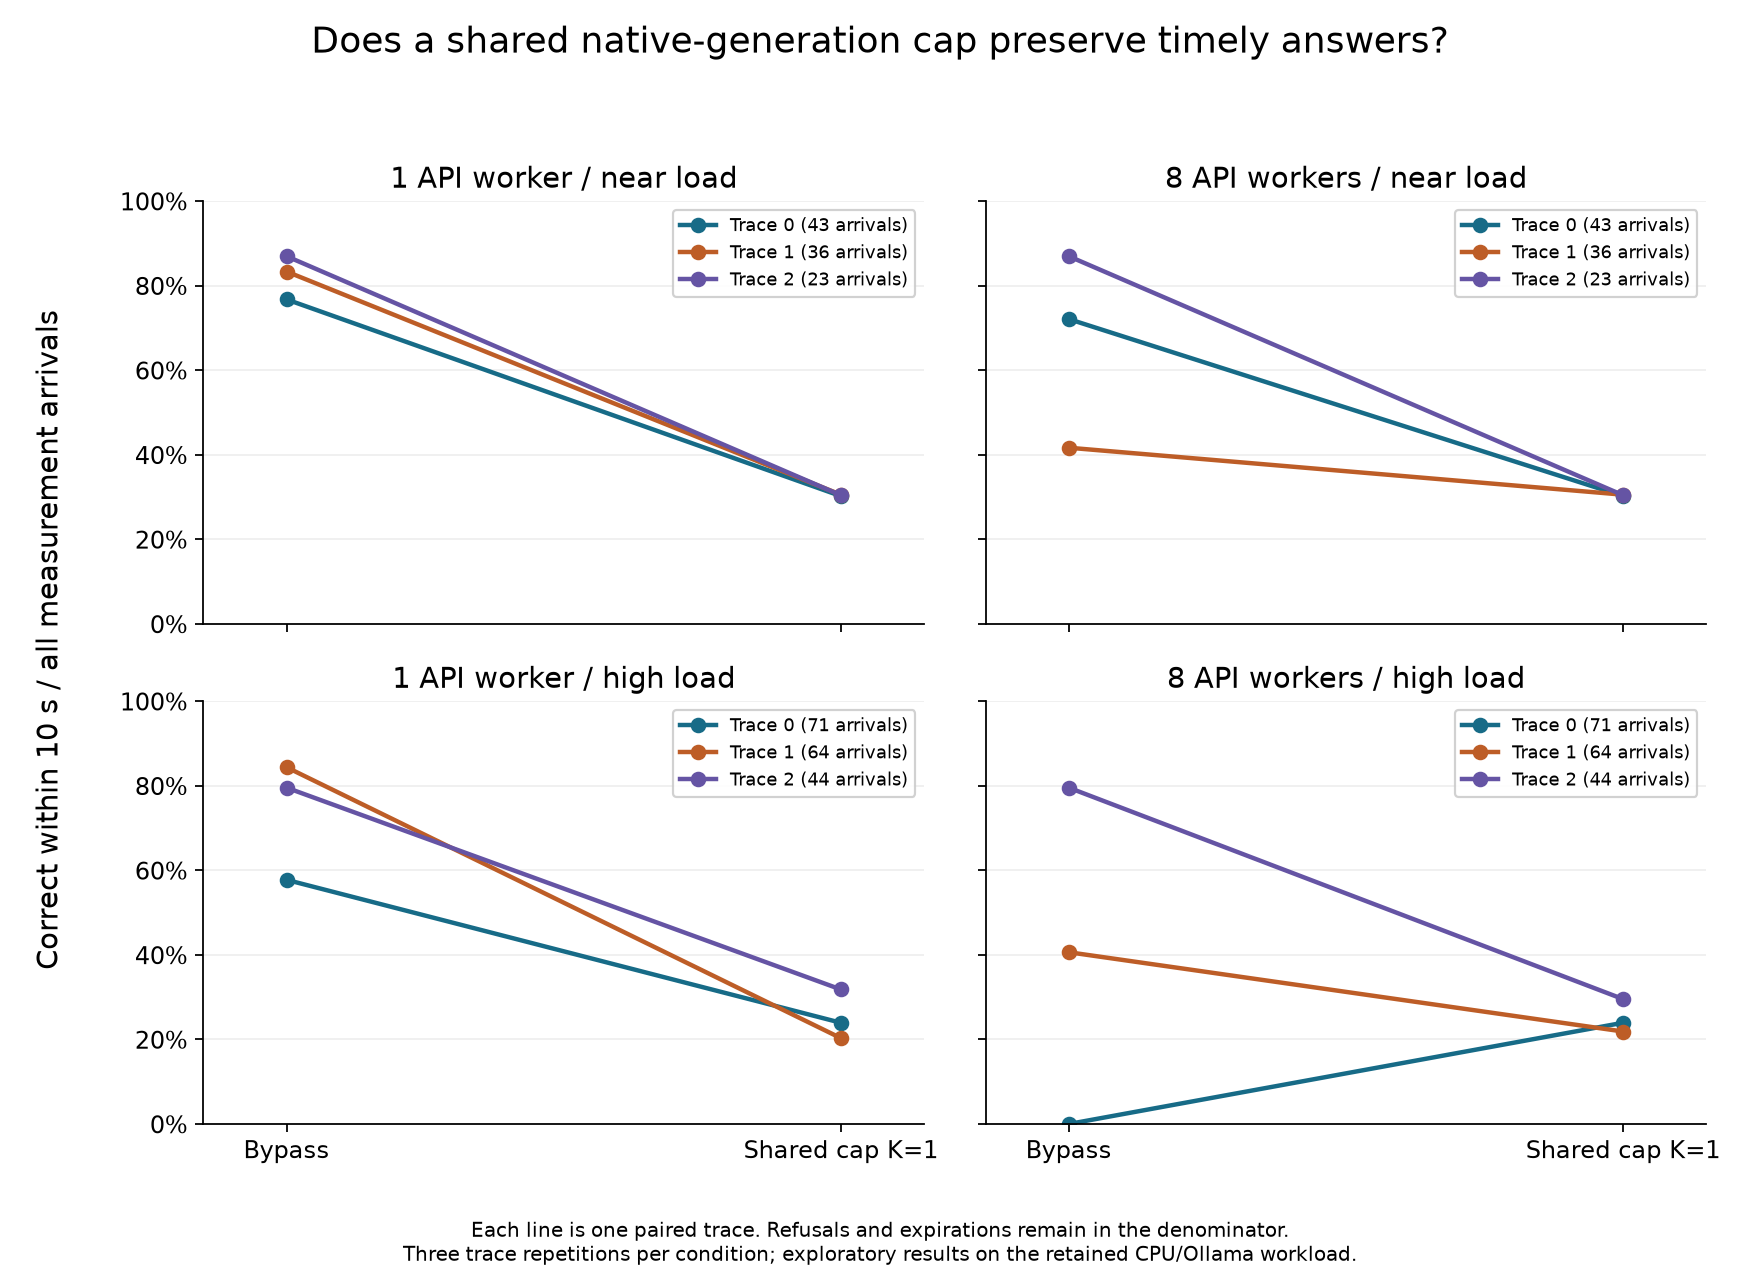 Does a shared native-generation cap preserve timely answers?
Correct within 10 s / all measurement arrivals
1 API worker / near load
100%
80%
60%
40%
20%
0%
Trace 0 (43 arrivals)
Trace 1 (36 arrivals)
Trace 2 (23 arrivals)
8 API workers / near load
Trace 0 (43 arrivals)
Trace 1 (36 arrivals)
Trace 2 (23 arrivals)
1 API worker / high load
100%
80%
60%
40%
20%
0%
Trace 0 (71 arrivals)
Trace 1 (64 arrivals)
Trace 2 (44 arrivals)
Bypass
Shared cap K=1
8 API workers / high load
Trace 0 (71 arrivals)
Trace 1 (64 arrivals)
Trace 2 (44 arrivals)
Bypass
Shared cap K=1
Each line is one paired trace. Refusals and expirations remain in the denominator.
Three trace repetitions per condition; exploratory results on the retained CPU/Ollama workload.